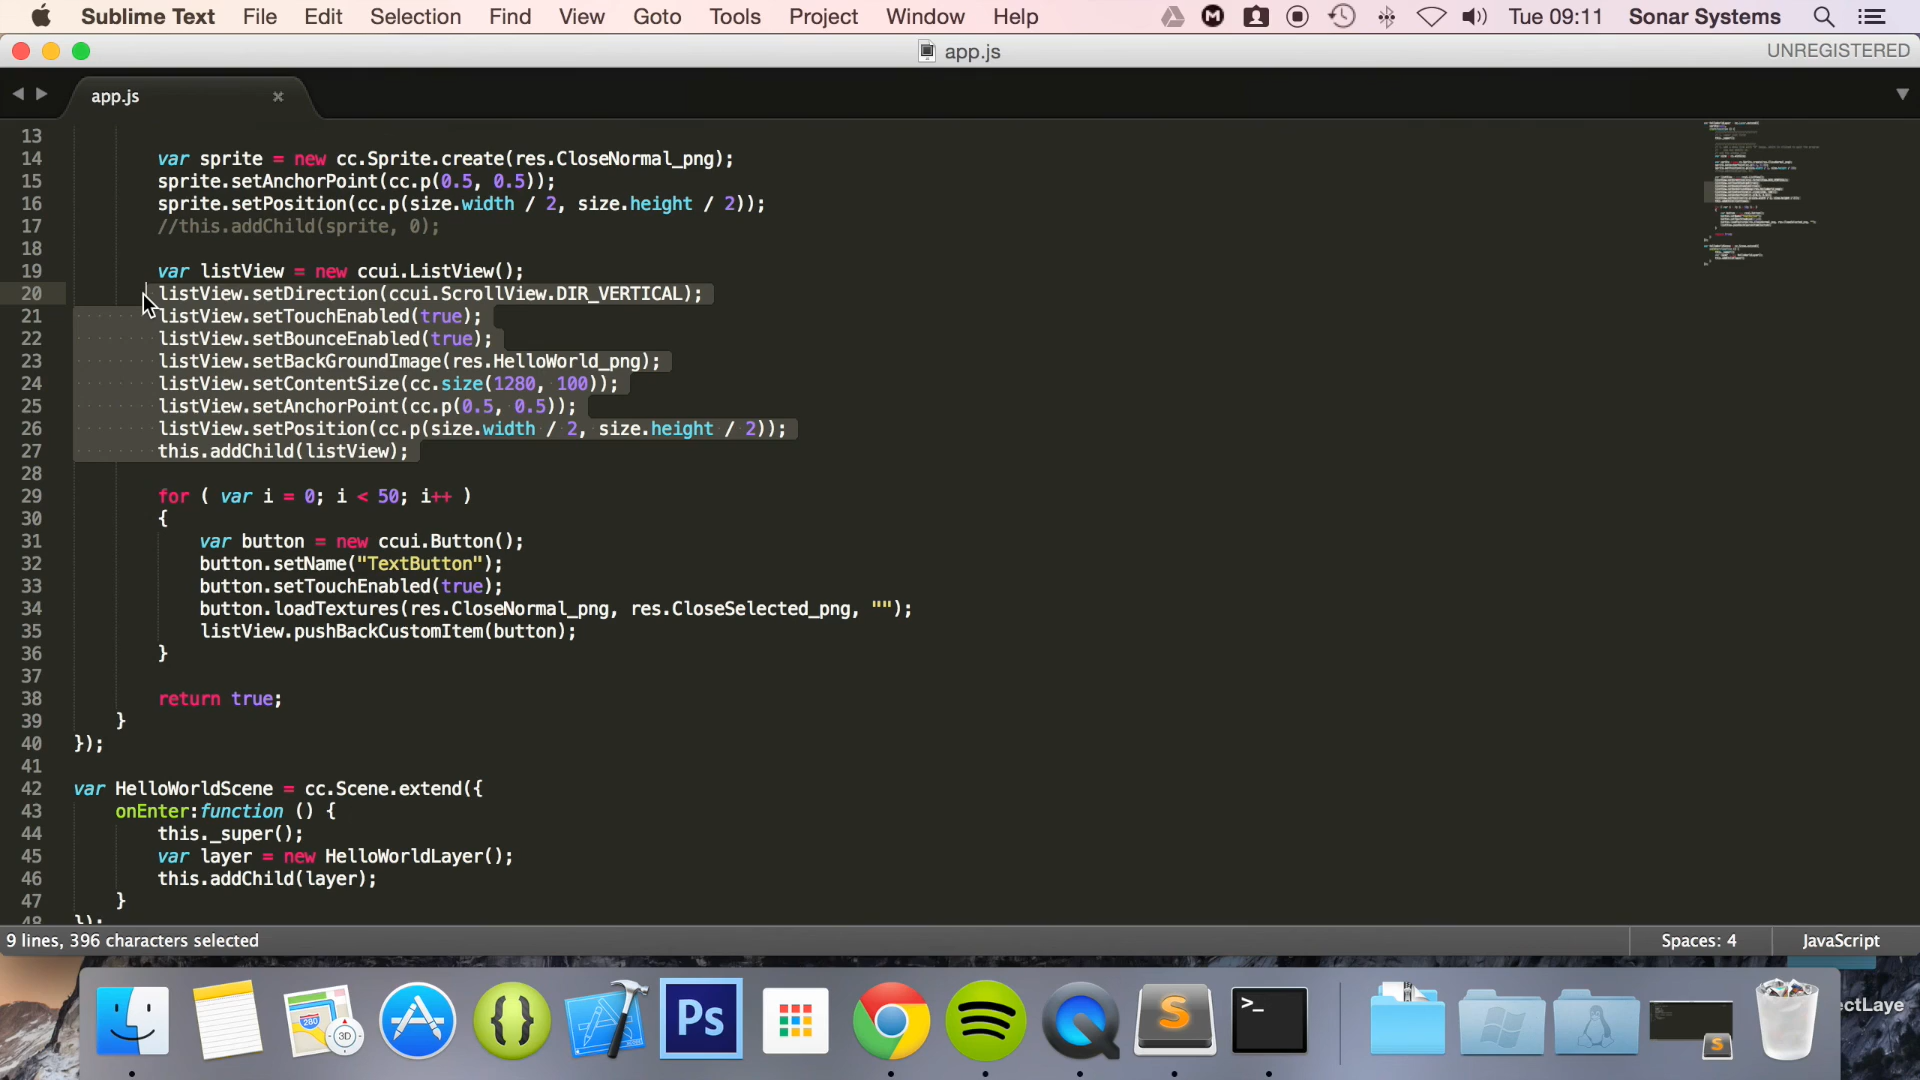 Sublime Text File Edit Selection Find View Goto Tools Project Window Help Tue 09:11 Sonar Systems
app.js UNREGISTERED
app.js
13
14 var sprite = new cc.Sprite.create(res.CloseNormal_png);
15 sprite.setAnchorPoint(cc.p(0.5, 0.5));
16 sprite.setPosition(cc.p(size.width / 2, size.height / 2));
17 //this.addChild(sprite, 0);
18
19 var listView = new ccui.ListView();
20 listView.setDirection(ccui.ScrollView.DIR_VERTICAL);
21 listView.setTouchEnabled(true);
22 listView.setBounceEnabled(true);
23 listView.setBackGroundImage(res.HelloWorld_png);
24 listView.setContentSize(cc.size(1280, 100));
25 listView.setAnchorPoint(cc.p(0.5, 0.5));
26 listView.setPosition(cc.p(size.width / 2, size.height / 2));
27 this.addChild(listView);
28
29 for ( var i = 0; i < 50; i++ )
30 {
31 var button = new ccui.Button();
32 button.setName("TextButton");
33 button.setTouchEnabled(true);
34 button.loadTextures(res.CloseNormal_png, res.CloseSelected_png, "");
35 listView.pushBackCustomItem(button);
36 }
37
38 return true;
39 }
40 });
41
42 var HelloWorldScene = cc.Scene.extend({
43 onEnter:function () {
44 this._super();
45 var layer = new HelloWorldLayer();
46 this.addChild(layer);
47 }
48 });
9 lines, 396 characters selected Spaces: 4 JavaScript
280
3D
Ps
ectLaye